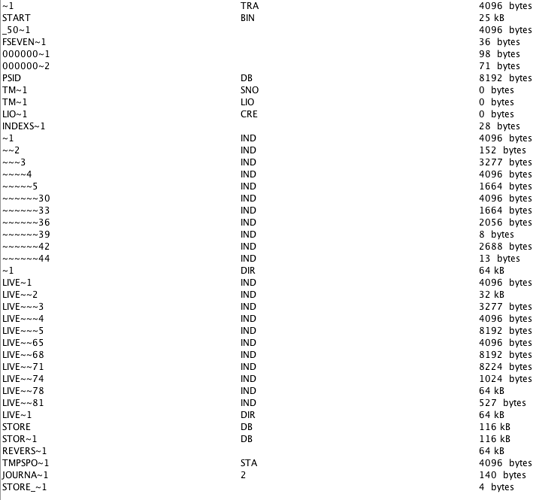 ~1 TRA 4096 bytes
START BIN 25 kB
_50~1 4096 bytes
FSEVEN~1 36 bytes
000000~1 98 bytes
000000~2 71 bytes
PSID DB 8192 bytes
TM~1 SNO 0 bytes
TM~1 LIO 0 bytes
LIO~1 CRE 0 bytes
INDEXS~1 28 bytes
~1 IND 4096 bytes
~~2 IND 152 bytes
~~~3 IND 3277 bytes
~~~~4 IND 4096 bytes
~~~~~5 IND 1664 bytes
~~~~~~30 IND 4096 bytes
~~~~~~33 IND 1664 bytes
~~~~~~36 IND 2056 bytes
~~~~~~39 IND 8 bytes
~~~~~~42 IND 2688 bytes
~~~~~~44 IND 13 bytes
~1 DIR 64 kB
LIVE~1 IND 4096 bytes
LIVE~~2 IND 32 kB
LIVE~~~3 IND 3277 bytes
LIVE~~~4 IND 4096 bytes
LIVE~~~5 IND 8192 bytes
LIVE~~65 IND 4096 bytes
LIVE~~68 IND 8192 bytes
LIVE~~71 IND 8224 bytes
LIVE~~74 IND 1024 bytes
LIVE~~78 IND 64 kB
LIVE~~81 IND 527 bytes
LIVE~1 DIR 64 kB
STORE DB 116 kB
STOR~1 DB 116 kB
REVERS~1 64 kB
TMPSPO~1 STA 4096 bytes
JOURNA~1 2 140 bytes
STORE_~1 4 bytes